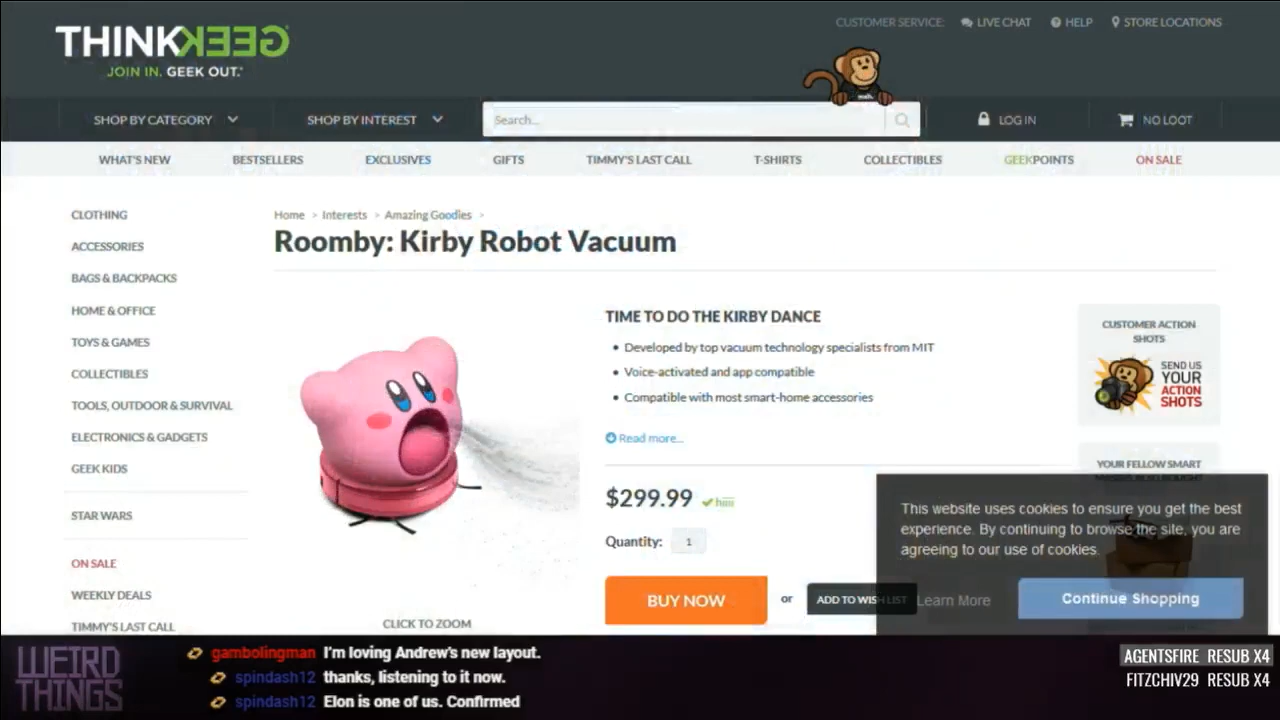 THINKGEEK
JOIN IN. GEEK OUT.
CUSTOMER SERVICE: LIVE CHAT HELP STORE LOCATIONS
SHOP BY CATEGORY SHOP BY INTEREST Search... LOG IN NO LOOT
WHAT'S NEW BESTSELLERS EXCLUSIVES GIFTS TIMMY'S LAST CALL T-SHIRTS COLLECTIBLES GEEKPOINTS ON SALE
CLOTHING
ACCESSORIES
BAGS & BACKPACKS
HOME & OFFICE
TOYS & GAMES
COLLECTIBLES
TOOLS, OUTDOOR & SURVIVAL
ELECTRONICS & GADGETS
GEEK KIDS
STAR WARS
ON SALE
WEEKLY DEALS
TIMMY'S LAST CALL
Home > Interests > Amazing Goodies >
Roomby: Kirby Robot Vacuum
CLICK TO ZOOM
TIME TO DO THE KIRBY DANCE
• Developed by top vacuum technology specialists from MIT
• Voice-activated and app compatible
• Compatible with most smart-home accessories
Read more...
$299.99
Quantity: 1
BUY NOW or ADD TO WISH LIST
CUSTOMER ACTION
SHOTS
SEND US
YOUR
ACTION
SHOTS
YOUR FELLOW SMART
This website uses cookies to ensure you get the best
experience. By continuing to browse the site, you are
agreeing to our use of cookies.
Learn More Continue Shopping
WEIRD
THINGS
gambolingman I'm loving Andrew's new layout.
spindash12 thanks, listening to it now.
spindash12 Elon is one of us. Confirmed
AGENTSFIRE RESUB X4
FITZCHIV29 RESUB X4